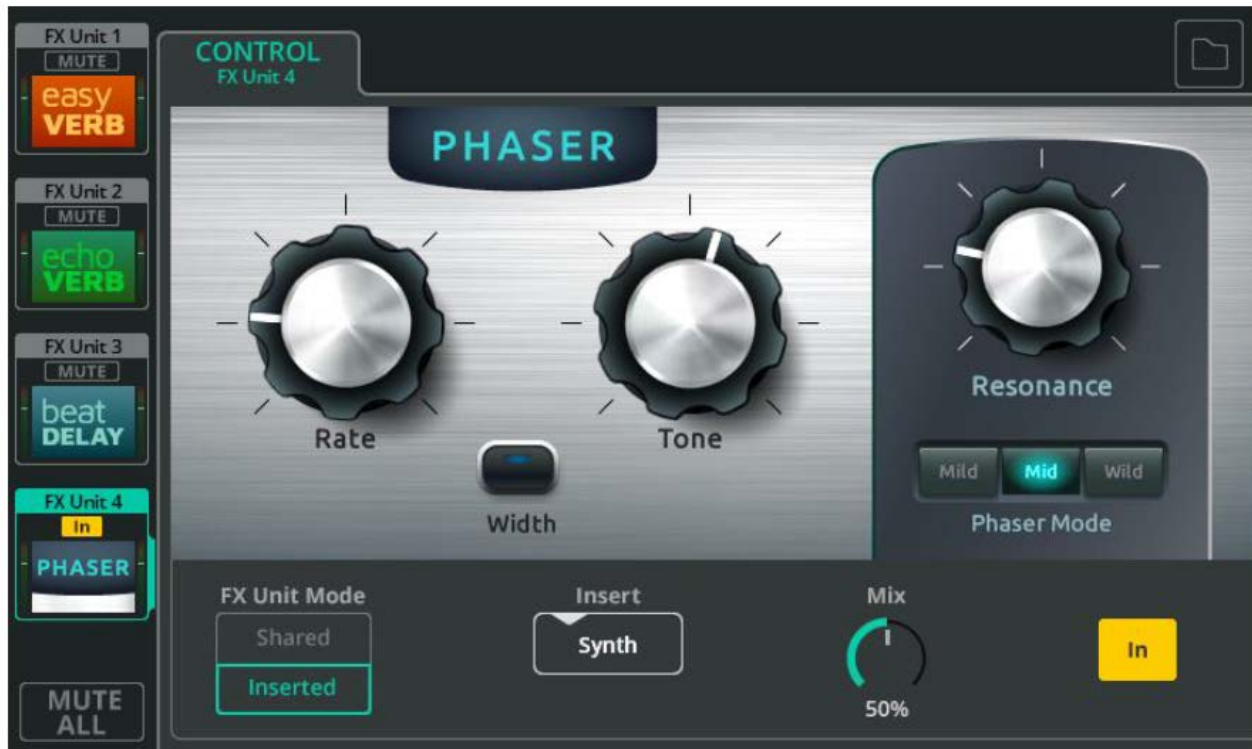 FX Unit 1
MUTE
easy
VERB
FX Unit 2
MUTE
echo
VERB
FX Unit 3
MUTE
beat
DELAY
FX Unit 4
In
PHASER
MUTE
ALL
CONTROL
FX Unit 4
PHASER
Rate
Tone
Width
Resonance
Mild Mid Wild
Phaser Mode
FX Unit Mode
Shared
Inserted
Insert
Synth
Mix
50%
In